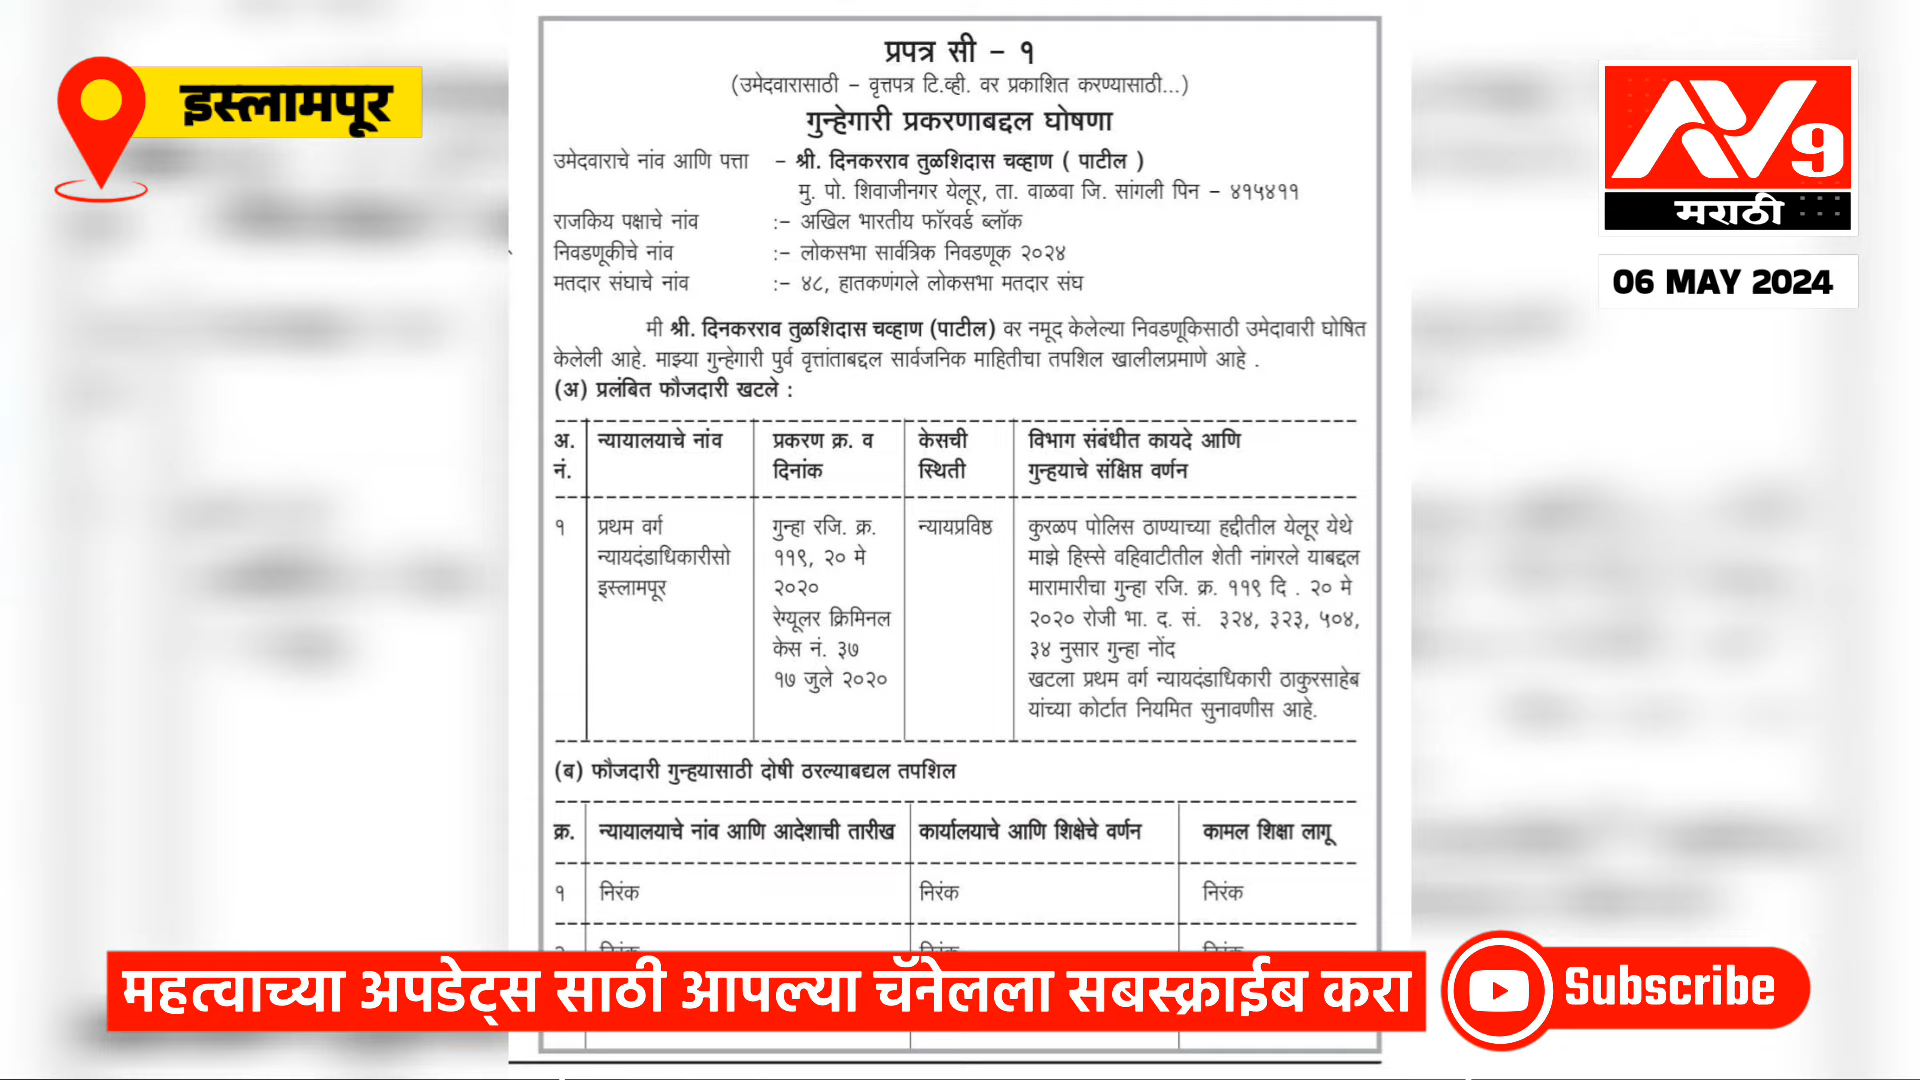 इस्लामपूर
AV9
मराठी
06 MAY 2024
प्रपत्र सी - १
(उमेदवारासाठी - वृत्तपत्र टि.व्ही. वर प्रकाशित करण्यासाठी...)
गुन्हेगारी प्रकरणाबद्दल घोषणा
उमेदवाराचे नांव आणि पत्ता - श्री. दिनकरराव तुळशिदास चव्हाण ( पाटील )
मु. पो. शिवाजीनगर येलूर, ता. वाळवा जि. सांगली पिन - ४१५४११
राजकिय पक्षाचे नांव :- अखिल भारतीय फॉरवर्ड ब्लॉक
निवडणूकीचे नांव :- लोकसभा सार्वत्रिक निवडणूक २०२४
मतदार संघाचे नांव :- ४८, हातकणंगले लोकसभा मतदार संघ
मी श्री. दिनकरराव तुळशिदास चव्हाण (पाटील) वर नमूद केलेल्या निवडणूकिसाठी उमेदावारी घोषित
केलेली आहे. माझ्या गुन्हेगारी पुर्व वृत्तांताबद्दल सार्वजनिक माहितीचा तपशिल खालीलप्रमाणे आहे .
(अ) प्रलंबित फौजदारी खटले :
अ. न्यायालयाचे नांव प्रकरण क्र. व केसची विभाग संबंधीत कायदे आणि
नं. दिनांक स्थिती गुन्हयाचे संक्षिप्त वर्णन
१ प्रथम वर्ग गुन्हा रजि. क्र. न्यायप्रविष्ठ कुरळप पोलिस ठाण्याच्या हद्दीतील येलूर येथे
न्यायदंडाधिकारीसो ११९, २० मे माझे हिस्से वहिवाटीतील शेती नांगरले याबद्दल
इस्लामपूर २०२० मारामारीचा गुन्हा रजि. क्र. ११९ दि . २० मे
रेग्यूलर क्रिमिनल २०२० रोजी भा. द. सं. ३२४, ३२३, ५०४,
केस नं. ३७ ३४ नुसार गुन्हा नोंद
१७ जुले २०२० खटला प्रथम वर्ग न्यायदंडाधिकारी ठाकुरसाहेब
यांच्या कोर्टात नियमित सुनावणीस आहे.
(ब) फौजदारी गुन्हयासाठी दोषी ठरल्याबद्यल तपशिल
क्र. न्यायालयाचे नांव आणि आदेशाची तारीख कार्यालयाचे आणि शिक्षेचे वर्णन कामल शिक्षा लागू
१ निरंक निरंक निरंक
महत्वाच्या अपडेट्स साठी आपल्या चॅनेलला सबस्क्राईब करा
Subscribe